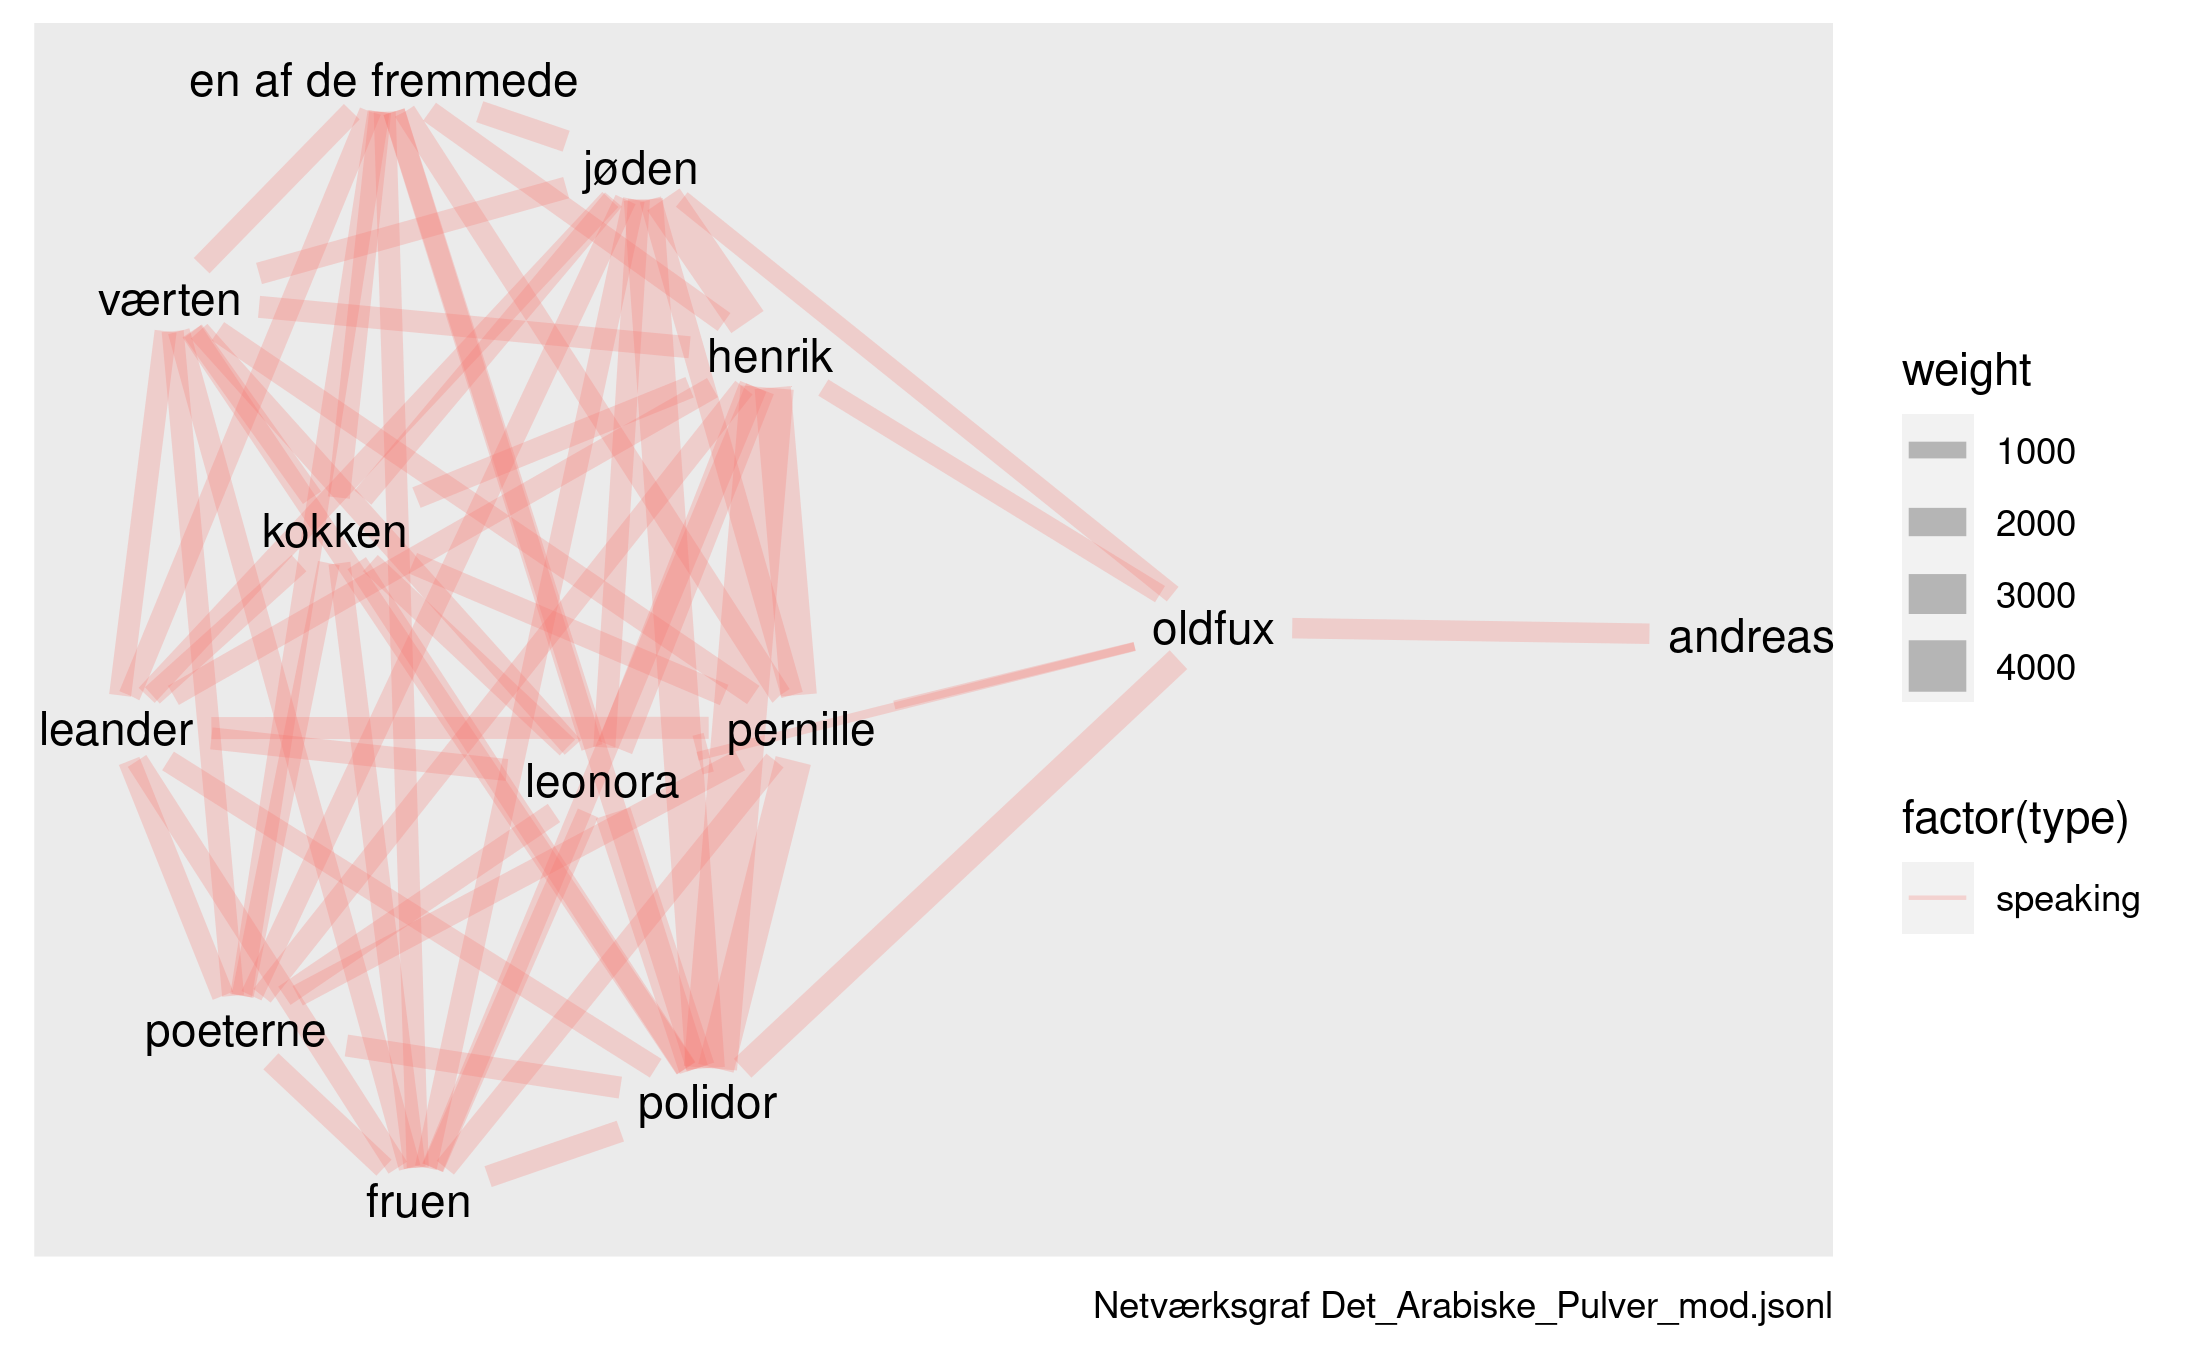 en af de fremmede
jøden
værten
henrik
kokken
oldfux
andreas
leander
pernille
leonora
poeterne
polidor
fruen
weight
1000
2000
3000
4000
factor(type)
speaking
Netværksgraf Det_Arabiske_Pulver_mod.jsonl